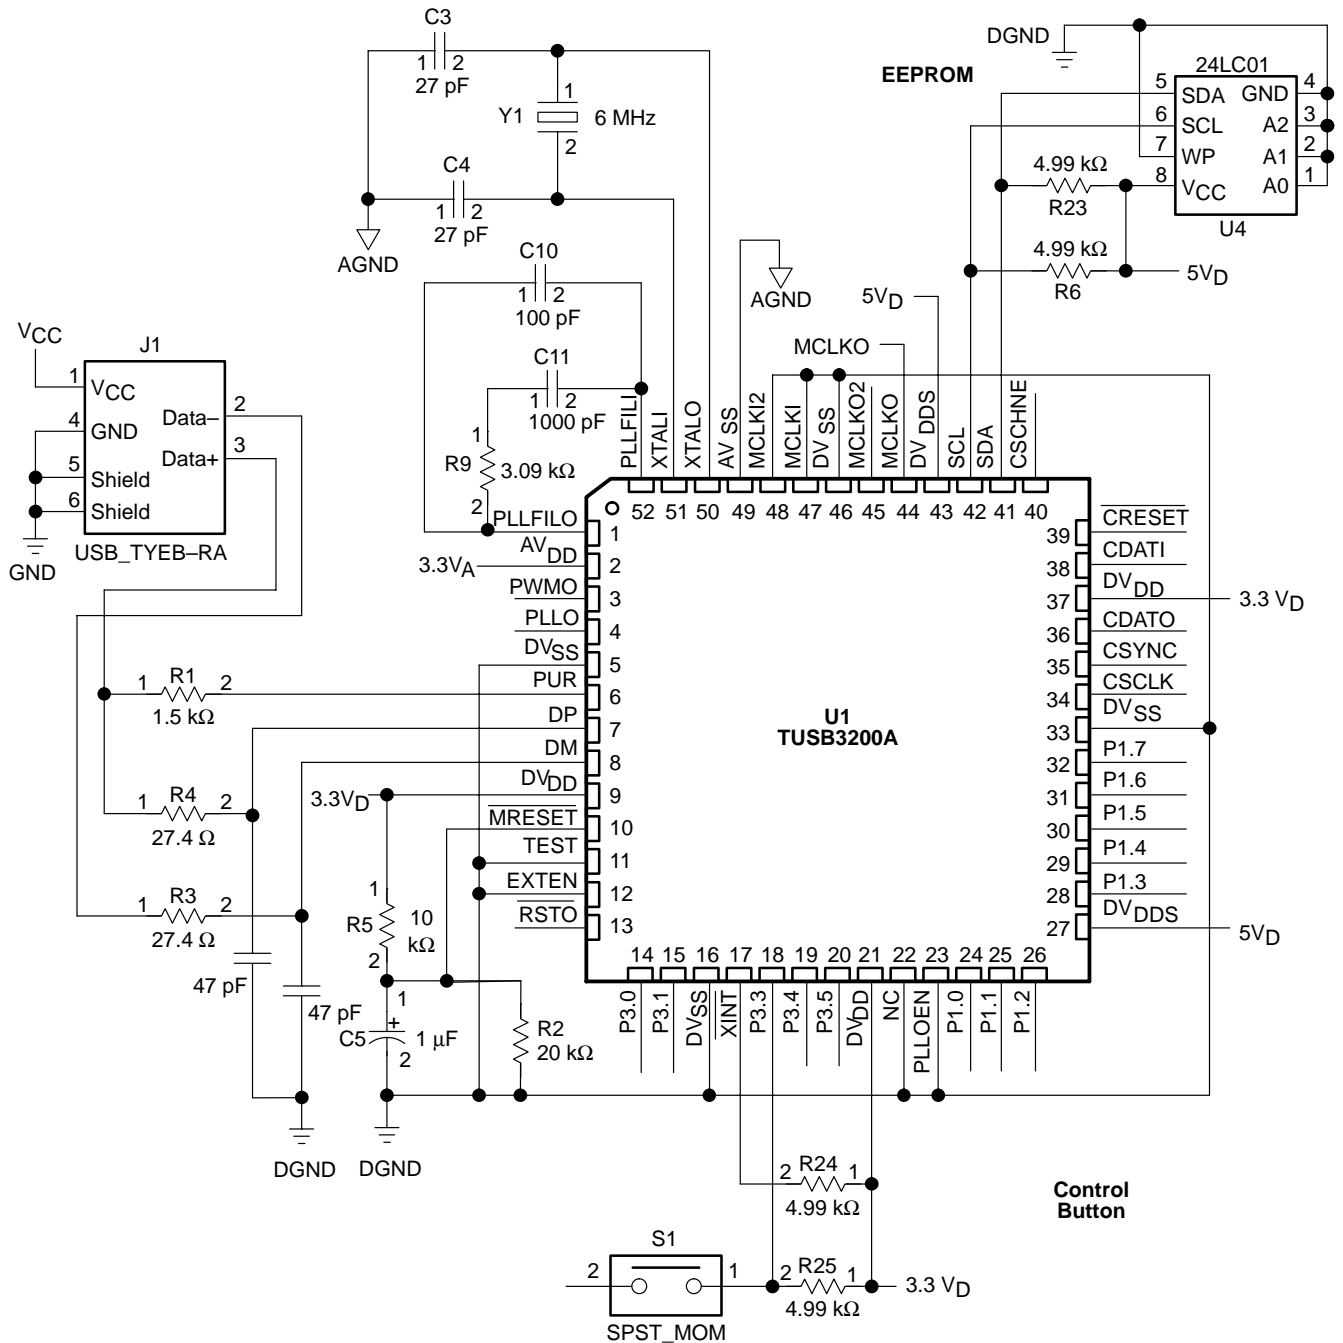 C3
1 2
27 pF
Y1
1
2
6 MHz
C4
1 2
27 pF
AGND
C10
1 2
100 pF
C11
1 2
1000 pF
1
R9
3.09 kΩ
2
AGND
5VD
MCLKO
DGND
EEPROM
24LC01
5 SDA GND 4
6 SCL A2 3
7 WP A1 2
8 VCC A0 1
U4
4.99 kΩ
R23
4.99 kΩ
R6
5VD
VCC
J1
1 VCC
4 GND
5 Shield
6 Shield
Data– 2
Data+ 3
USB_TYEB–RA
GND
PLLFILI
XTALI
XTALO
AVSS
MCLKI2
MCLKI
DVSS
MCLKO2
MCLKO
DVDDS
SCL
SDA
CSCHNE
52 51 50 49 48 47 46 45 44 43 42 41 40
PLLFILO 1
3.3VA AVDD 2
PWMO 3
PLLO 4
DVSS 5
PUR 6
DP 7
DM 8
3.3VD DVDD 9
MRESET 10
TEST 11
EXTEN 12
RSTO 13
U1
TUSB3200A
39 CRESET
38 CDATI
37 DVDD 3.3 VD
36 CDATO
35 CSYNC
34 CSCLK
33 DVSS
32 P1.7
31 P1.6
30 P1.5
29 P1.4
28 P1.3
27 DVDDS 5VD
14 15 16 17 18 19 20 21 22 23 24 25 26
P3.0
P3.1
DVSS
XINT
P3.3
P3.4
P3.5
DVDD
NC
PLLOEN
P1.0
P1.1
P1.2
1 R1 2
1.5 kΩ
1 R4 2
27.4 Ω
1 R3 2
27.4 Ω
47 pF
47 pF
DGND
1
R5
10
kΩ
2
1
+
C5
1 μF
2
DGND
R2
20 kΩ
2 R24 1
4.99 kΩ
2 R25 1
4.99 kΩ
3.3 VD
S1
2 1
SPST_MOM
Control
Button